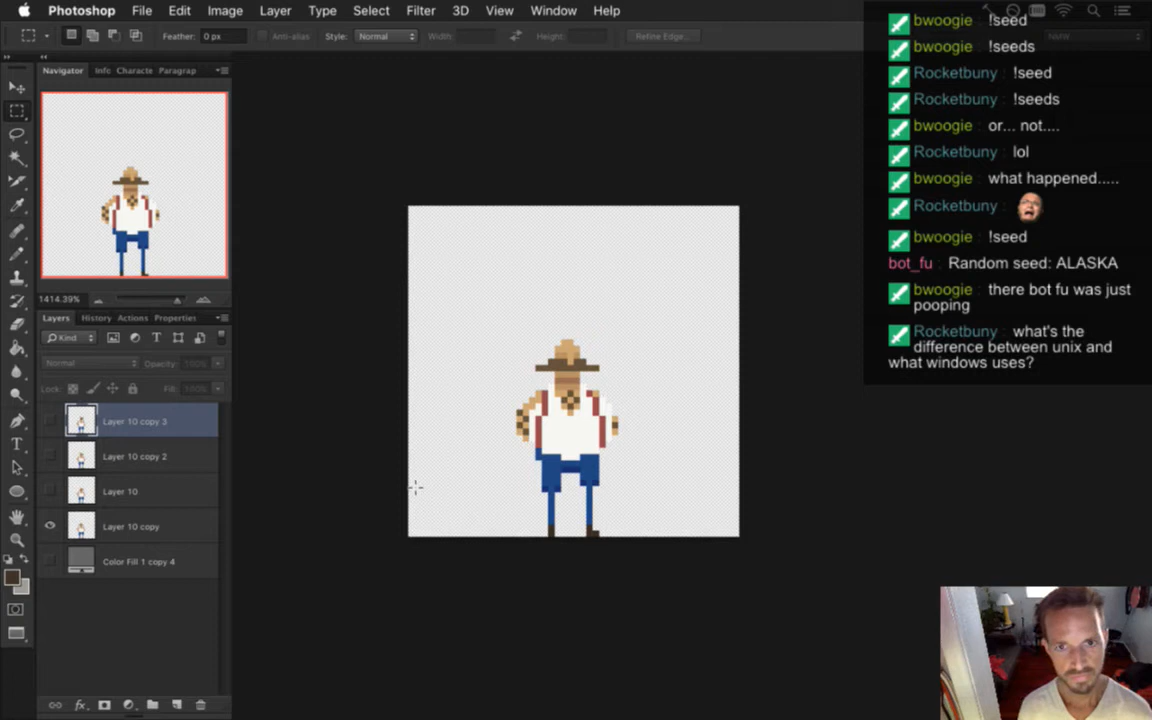 Photoshop File Edit Image Layer Type Select Filter 3D View Window Help
Feather: 0 px Anti-alias Style: Normal Width: Height: Refine Edge...
Navigator Info Characte Paragrap
1414.39%
Layers History Actions Properties
Kind
Normal Opacity: 100%
Lock: Fill: 100%
Layer 10 copy 3
Layer 10 copy 2
Layer 10
Layer 10 copy
Color Fill 1 copy 4
fx
bwoogie : !seed
bwoogie : !seeds
Rocketbuny : !seed
Rocketbuny : !seeds
bwoogie : or... not....
Rocketbuny : lol
bwoogie : what happened.....
Rocketbuny :
bwoogie : !seed
bot_fu : Random seed: ALASKA
bwoogie : there bot fu was just
pooping
Rocketbuny : what's the
difference between unix and
what windows uses?